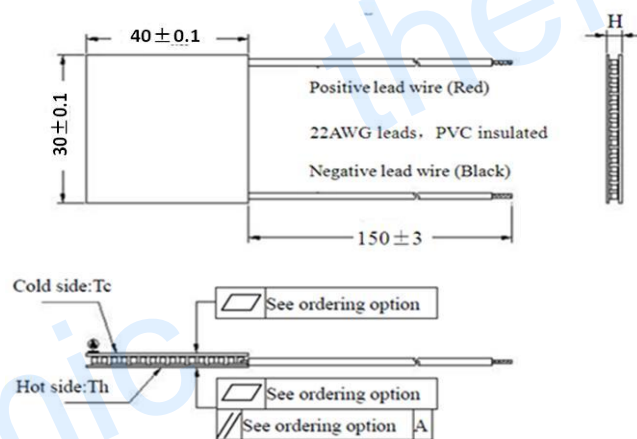 40±0.1
H
30±0.1
Positive lead wire (Red)
22AWG leads, PVC insulated
Negative lead wire (Black)
150±3
Cold side:Tc
See ordering option
Hot side:Th
See ordering option
See ordering option A